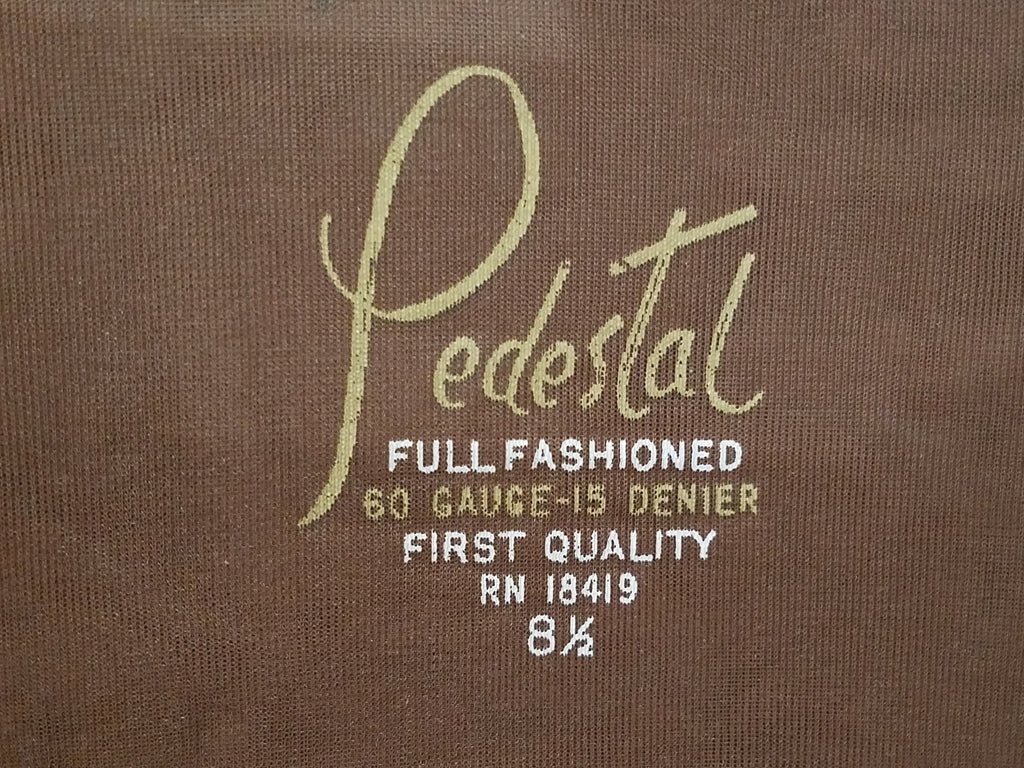 Pedestal
FULL FASHIONED
60 GAUGE-15 DENIER
FIRST QUALITY
RN 18419
8½